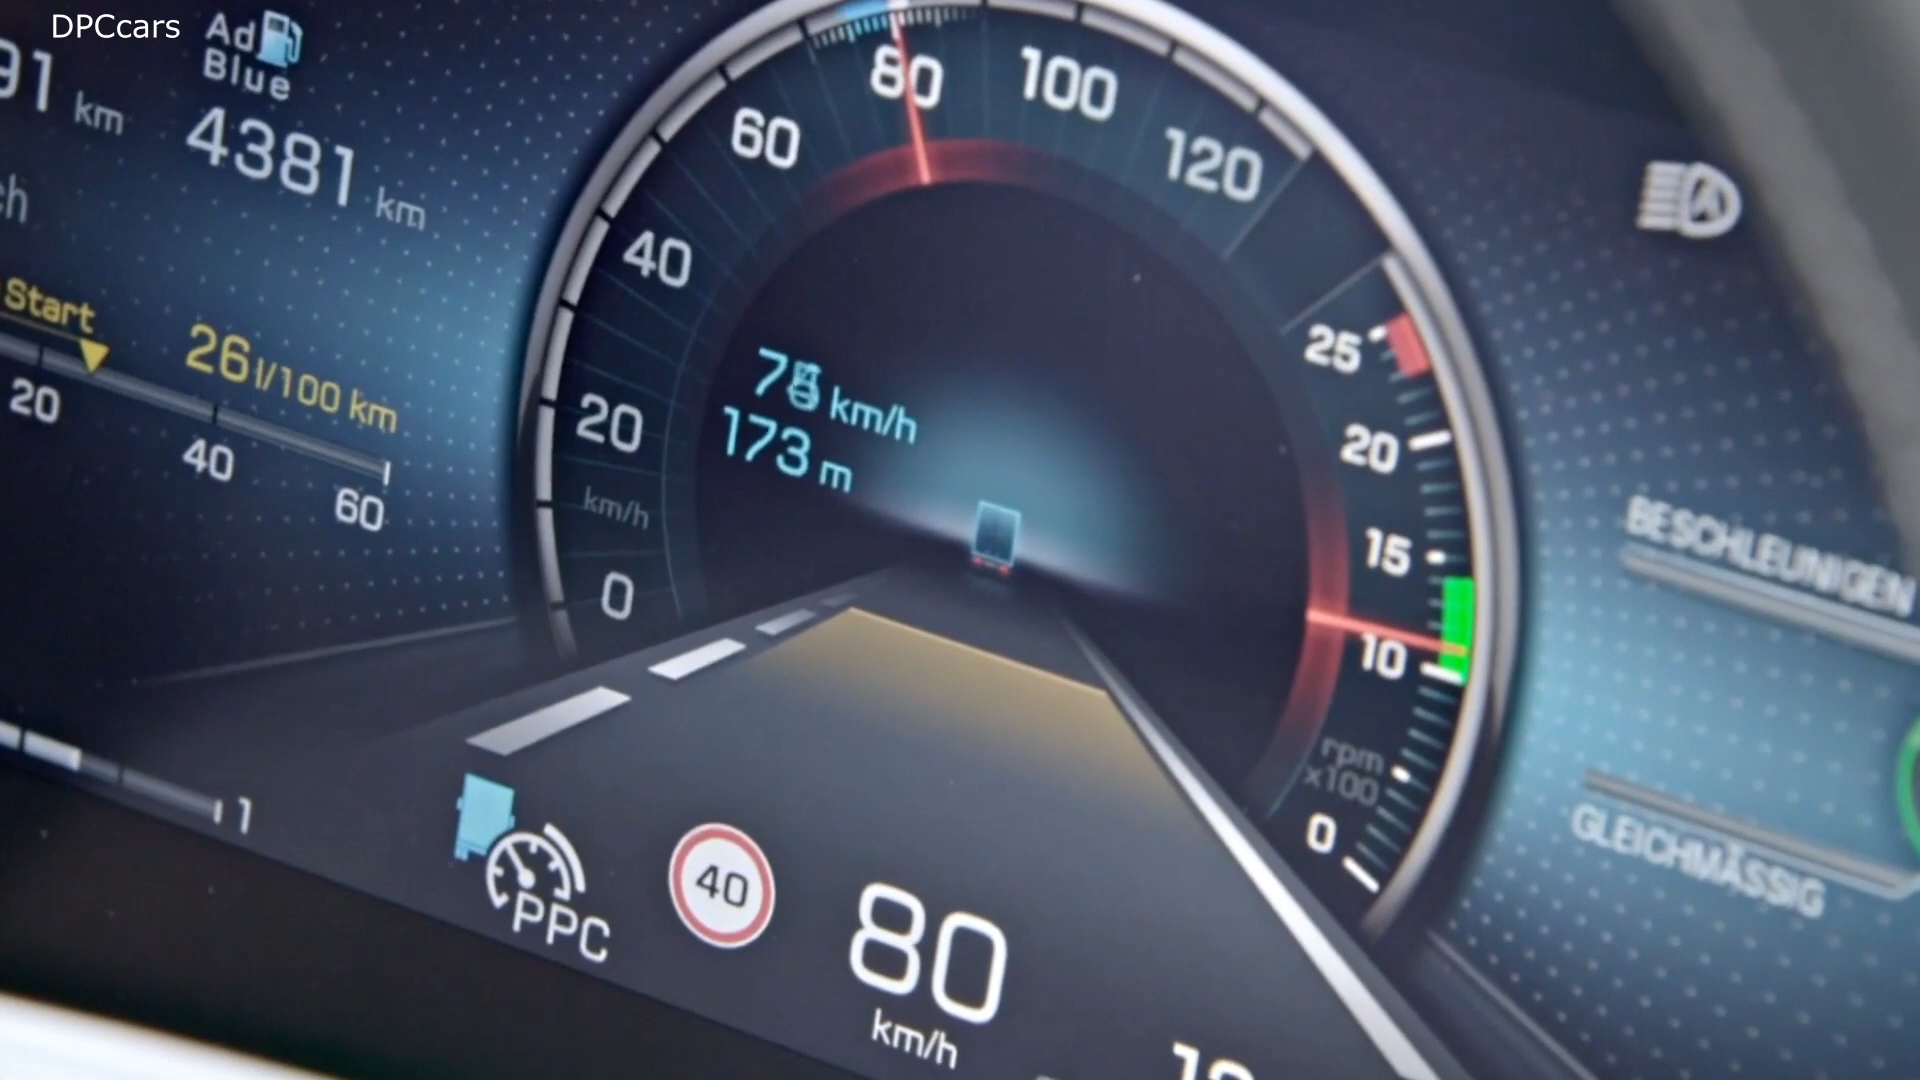 DPCcars
91 km
Ad
Blue
4381 km
ch
Start
26 l/100 km
20
40
60
1
0
20
40
60
80
100
120
km/h
km/h
173 m
25
20
15
10
0
rpm
x100
BESCHLEUNIGEN
GLEICHMÄSSIG
PPC
40
80
km/h